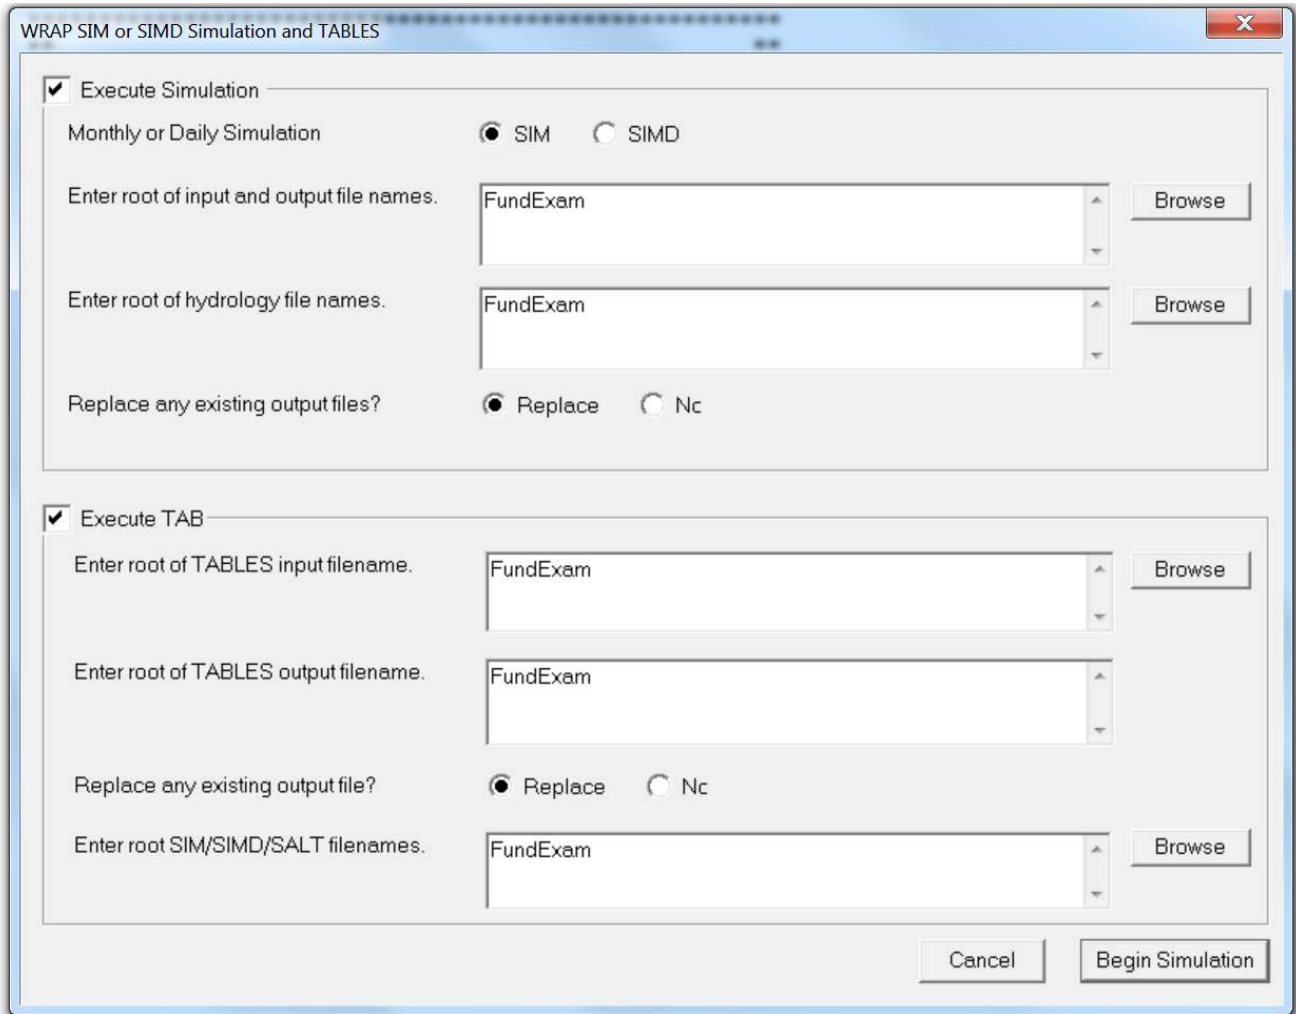 WRAP SIM or SIMD Simulation and TABLES
X
Execute Simulation
Monthly or Daily Simulation SIM SIMD
Enter root of input and output file names. FundExam Browse
Enter root of hydrology file names. FundExam Browse
Replace any existing output files? Replace Nc
Execute TAB
Enter root of TABLES input filename. FundExam Browse
Enter root of TABLES output filename. FundExam
Replace any existing output file? Replace Nc
Enter root SIM/SIMD/SALT filenames. FundExam Browse
Cancel Begin Simulation